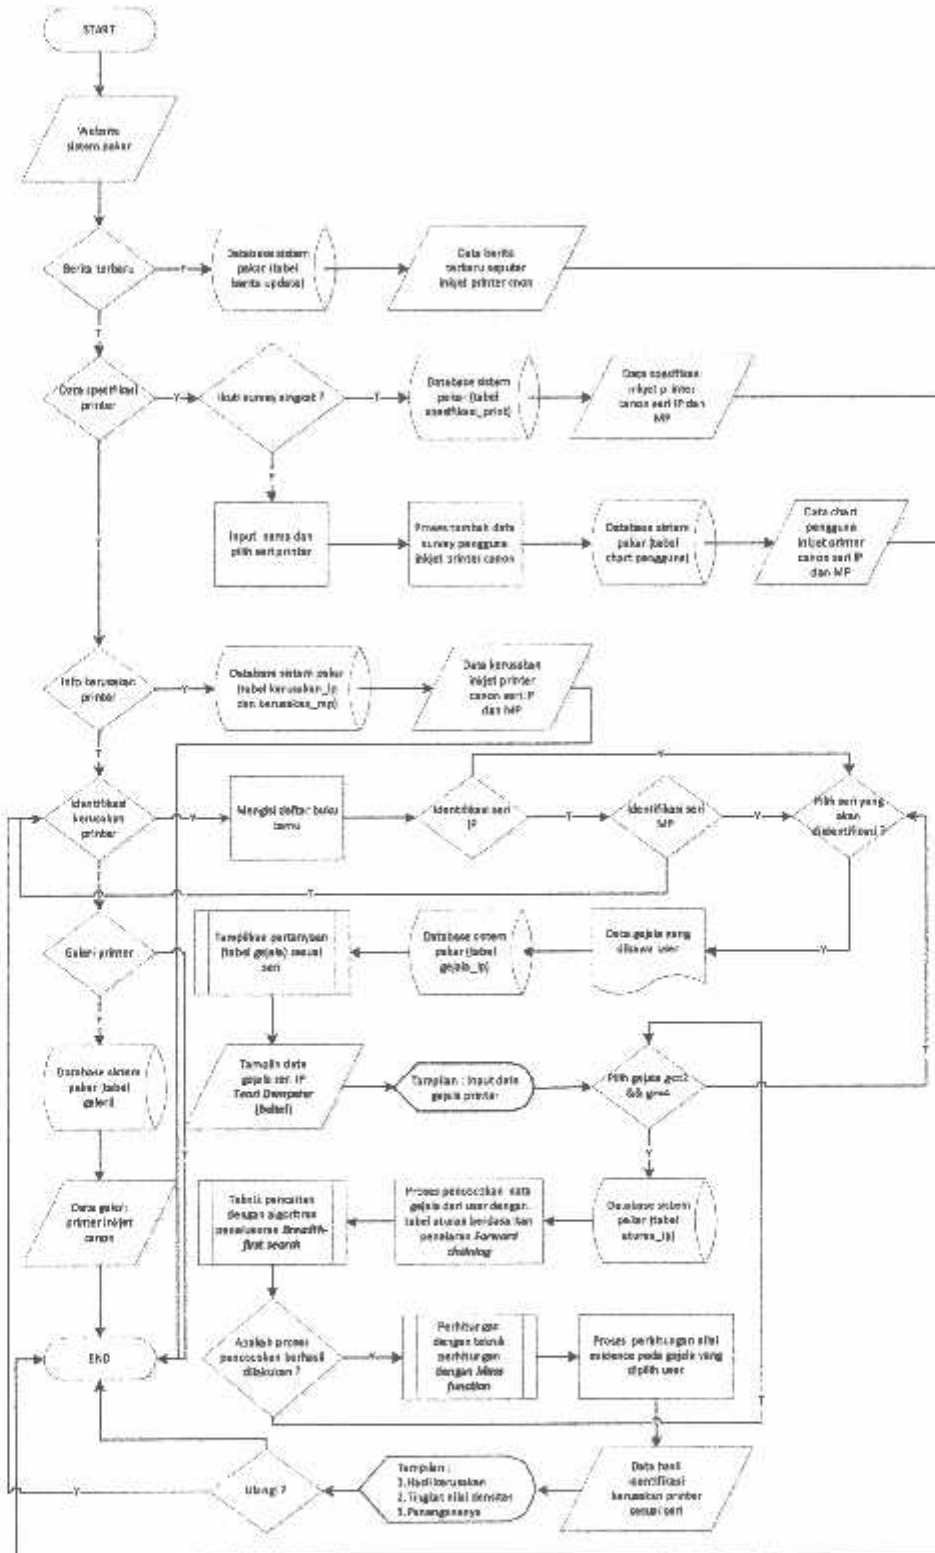 START
Website
sistem pakar
Berita terbaru
Y
Database sistem
pakar (tabel
berita update)
Data berita
terbaru seputar
inkjet printer canon
T
Data spesifikasi
printer
Y
Ikuti survey singkat ?
Y
Database sistem
pakar (tabel
spesifikasi_print)
Data spesifikasi
inkjet printer
canon seri IP dan
MP
Input nama dan
pilih seri printer
Proses tambah data
survey pengguna
inkjet printer canon
Database sistem
pakar (tabel
chart pengguna)
Data chart
pengguna
inkjet printer
canon seri IP
dan MP
Info kerusakan
printer
Y
Database sistem pakar
(tabel kerusakan_ip
dan kerusakan_mp)
Data kerusakan
inkjet printer
canon seri IP
dan MP
T
Y
Identifikasi
kerusakan
printer
Y
Mengisi daftar buku
tamu
Identifikasi seri
IP
Y
Identifikasi seri
MP
Y
Pilih seri yang
akan
diidentifikasi ?
T
Galeri printer
Tampilkan pertanyaan
(tabel gejala) sesuai
seri
Database sistem
pakar (tabel
gejala_ip)
Data gejala yang
dibawa user
Y
Database sistem
pakar (tabel
galeri)
Tampilin data
gejala seri IP
(bobot)
Tampilan : Input data
gejala printer
Pilih gejala
Y
Data galeri
printer inkjet
canon
Teknik pencarian
dengan algoritma
penelusuran Breadth-
first search
Proses pencocokan data
gejala dari user dengan
tabel aturan berdasarkan
penalaran Forward
chaining
Database sistem
pakar (tabel
aturan_ip)
END
Apakah proses
pencocokan berhasil
dilakukan ?
Y
Perhitungan
dengan teknik
perhitungan
dengan Mass
function
Proses perhitungan nilai
evidence pada gejala yang
dipilih user
T
Y
Ulangi ?
Tampilan :
1. Hasil kerusakan
2. Tingkat nilai densitas
3. Penanganannya
Data hasil
identifikasi
kerusakan printer
sesuai seri